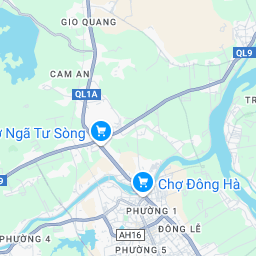 GIO QUANG
QL9
CAM AN
QL1A
TR
Ngã Tư Sòng
Chợ Đông Hà
9
PHƯỜNG 1
ĐÔNG LỄ
AH16
PHƯỜNG 4
PHƯỜNG 5